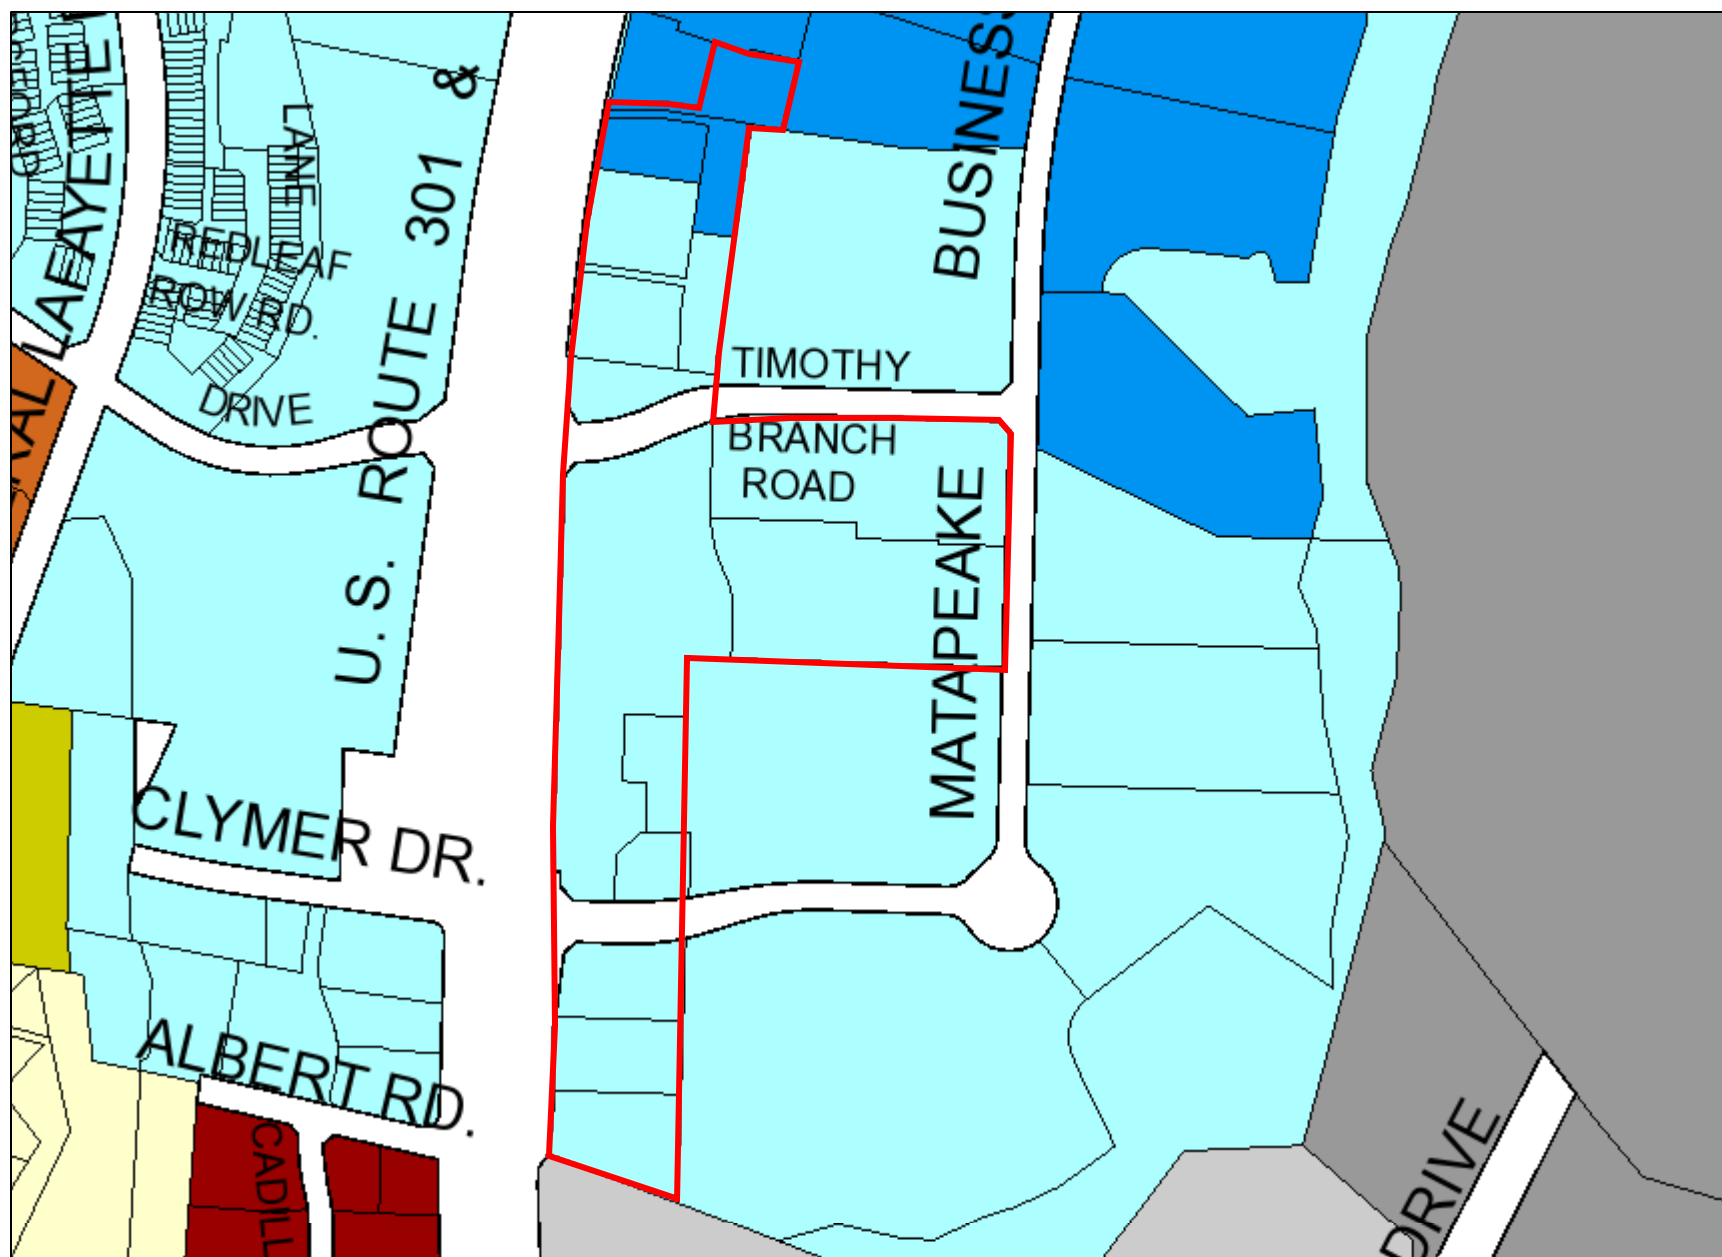 LAFAYETTE
LANE
REDLEAF
ROW RD.
DRIVE
U. S. ROUTE 301 &
BUSINESS
TIMOTHY
BRANCH
ROAD
MATAPEAKE
CLYMER DR.
ALBERT RD.
CADILL
DRIVE